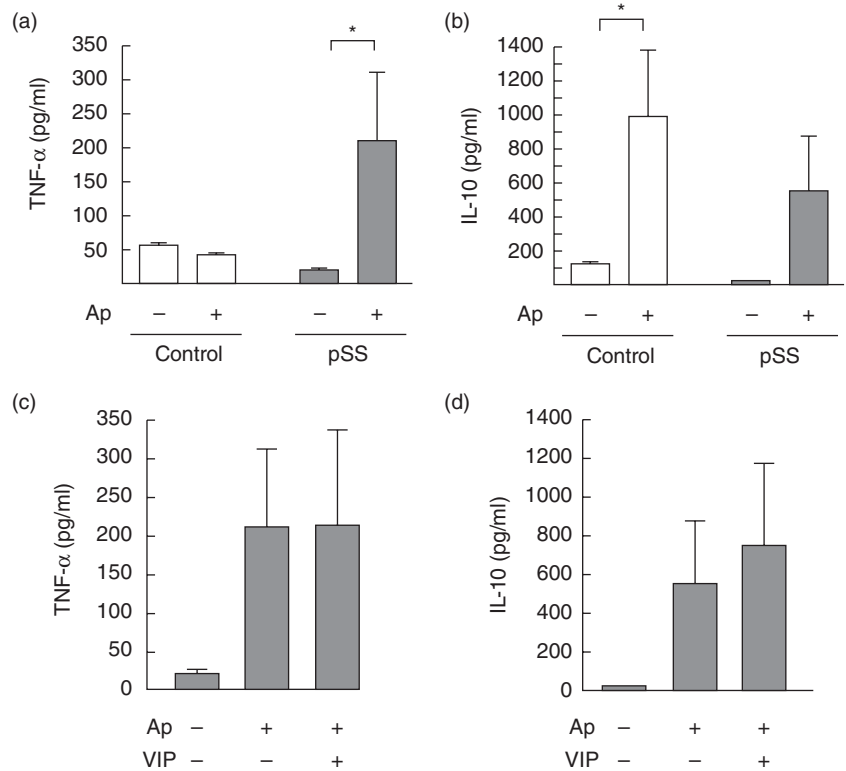 (a)
350
300
250
200
150
100
50
TNF-α (pg/ml)
*
Ap – + – +
Control pSS
(b)
1400
1200
1000
800
600
400
200
IL-10 (pg/ml)
*
– + – +
Control pSS
(c)
350
300
250
200
150
100
50
0
TNF-α (pg/ml)
Ap – + +
VIP – – +
(d)
1400
1200
1000
800
600
400
200
0
IL-10 (pg/ml)
Ap – + +
VIP – – +